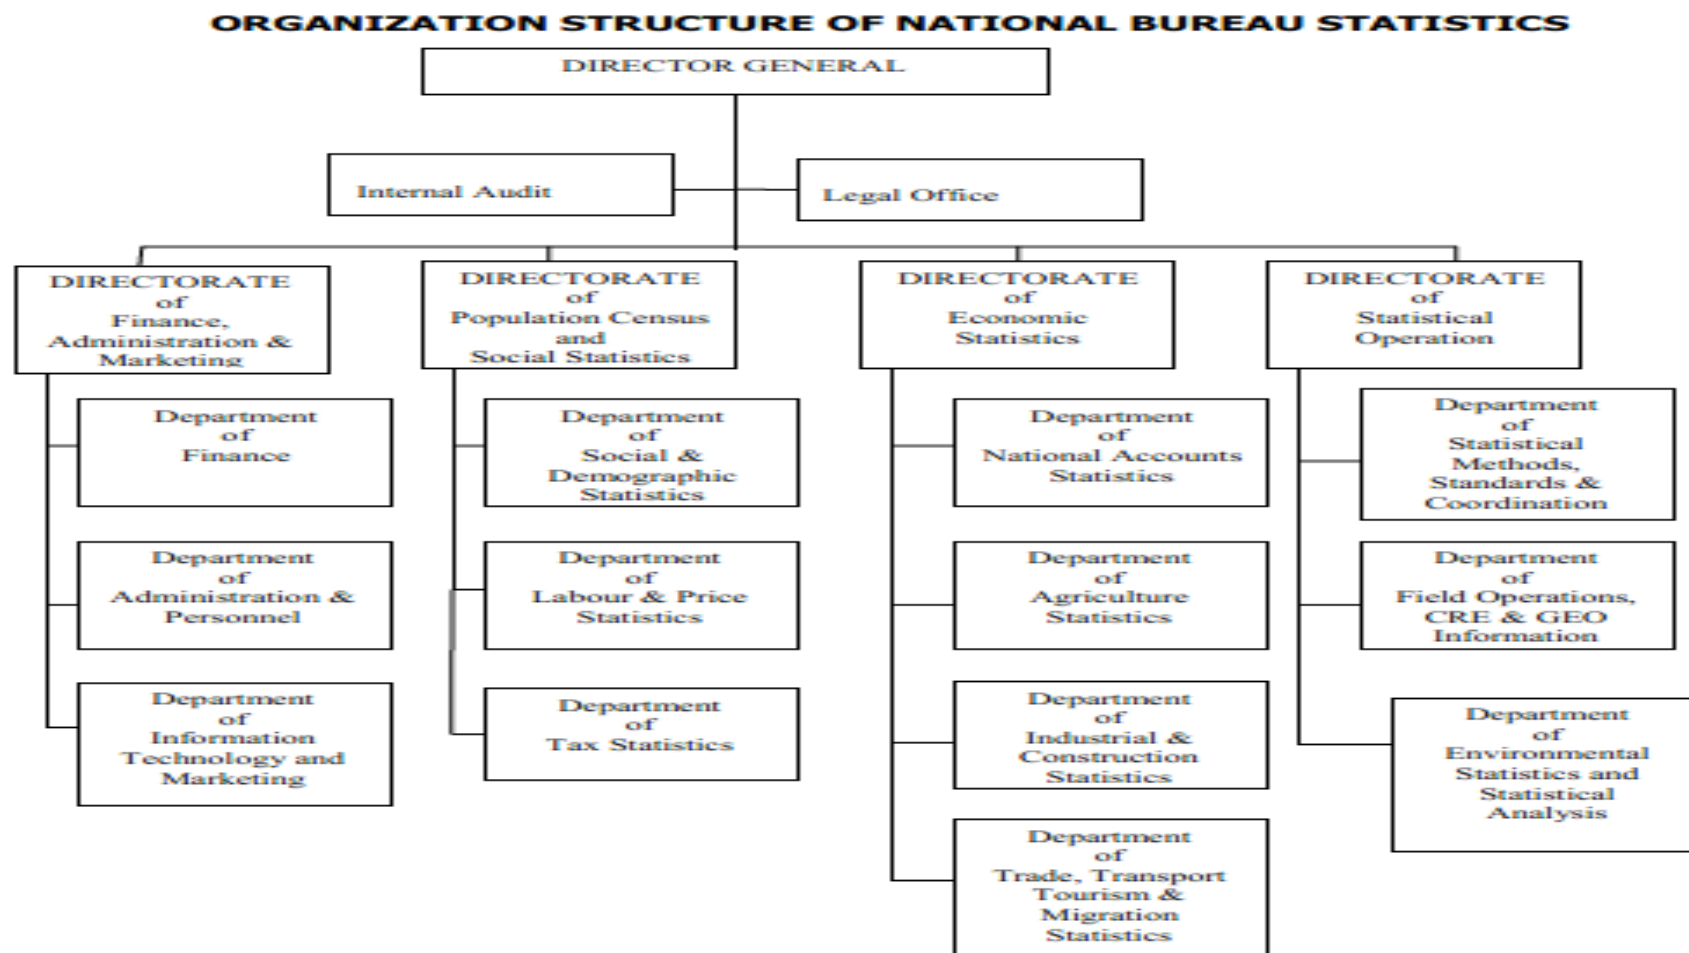 ORGANIZATION STRUCTURE OF NATIONAL BUREAU STATISTICS
DIRECTOR GENERAL
Internal Audit
Legal Office
DIRECTORATE
of
Finance,
Administration &
Marketing
DIRECTORATE
of
Population Census
and
Social Statistics
DIRECTORATE
of
Economic
Statistics
DIRECTORATE
of
Statistical
Operation
Department
of
Finance
Department
of
Administration &
Personnel
Department
of
Information
Technology and
Marketing
Department
of
Social &
Demographic
Statistics
Department
of
Labour & Price
Statistics
Department
of
Tax Statistics
Department
of
National Accounts
Statistics
Department
of
Agriculture
Statistics
Department
of
Industrial &
Construction
Statistics
Department
of
Trade, Transport
Tourism &
Migration
Statistics
Department
of
Statistical
Methods,
Standards &
Coordination
Department
of
Field Operations,
CRE & GEO
Information
Department
of
Environmental
Statistics and
Statistical
Analysis